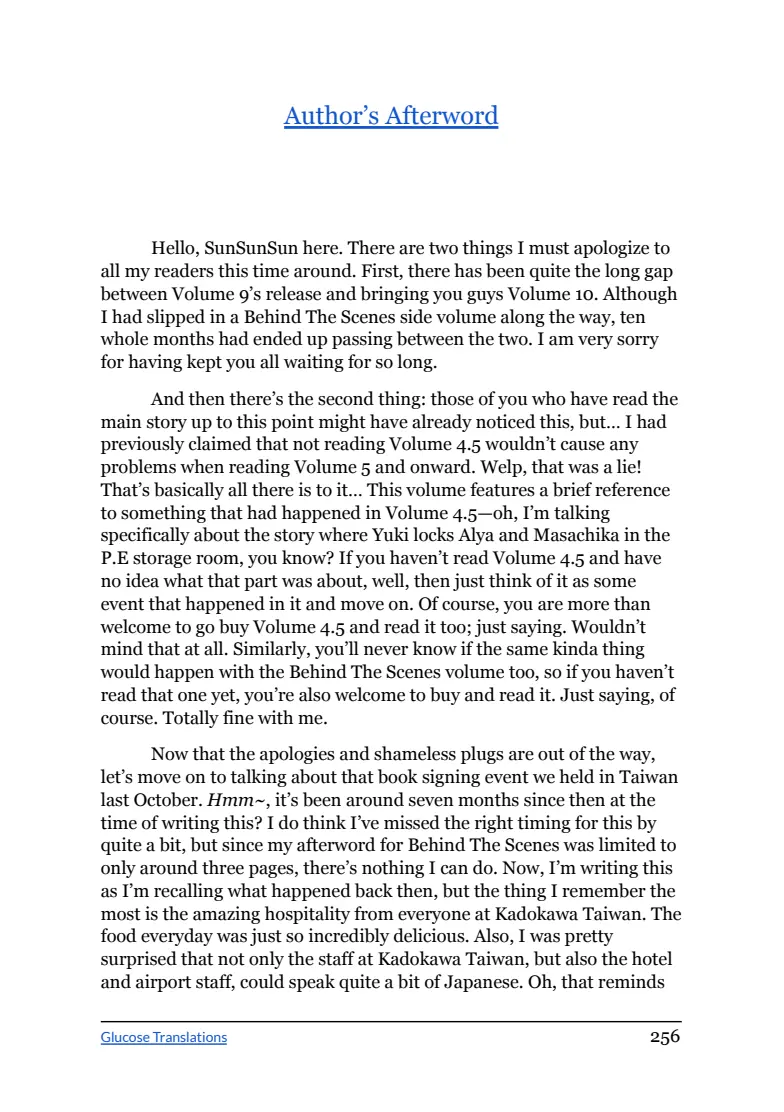 Author’s Afterword
Hello, SunSunSun here. There are two things I must apologize to
all my readers this time around. First, there has been quite the long gap
between Volume 9’s release and bringing you guys Volume 10. Although
I had slipped in a Behind The Scenes side volume along the way, ten
whole months had ended up passing between the two. I am very sorry
for having kept you all waiting for so long.
And then there’s the second thing: those of you who have read the
main story up to this point might have already noticed this, but... I had
previously claimed that not reading Volume 4.5 wouldn’t cause any
problems when reading Volume 5 and onward. Welp, that was a lie!
That’s basically all there is to it... This volume features a brief reference
to something that had happened in Volume 4.5—oh, I’m talking
specifically about the story where Yuki locks Alya and Masachika in the
P.E storage room, you know? If you haven’t read Volume 4.5 and have
no idea what that part was about, well, then just think of it as some
event that happened in it and move on. Of course, you are more than
welcome to go buy Volume 4.5 and read it too; just saying. Wouldn’t
mind that at all. Similarly, you’ll never know if the same kinda thing
would happen with the Behind The Scenes volume too, so if you haven’t
read that one yet, you’re also welcome to buy and read it. Just saying, of
course. Totally fine with me.
Now that the apologies and shameless plugs are out of the way,
let’s move on to talking about that book signing event we held in Taiwan
last October. Hmm~, it’s been around seven months since then at the
time of writing this? I do think I’ve missed the right timing for this by
quite a bit, but since my afterword for Behind The Scenes was limited to
only around three pages, there’s nothing I can do. Now, I’m writing this
as I’m recalling what happened back then, but the thing I remember the
most is the amazing hospitality from everyone at Kadokawa Taiwan. The
food everyday was just so incredibly delicious. Also, I was pretty
surprised that not only the staff at Kadokawa Taiwan, but also the hotel
and airport staff, could speak quite a bit of Japanese. Oh, that reminds
Glucose Translations 256